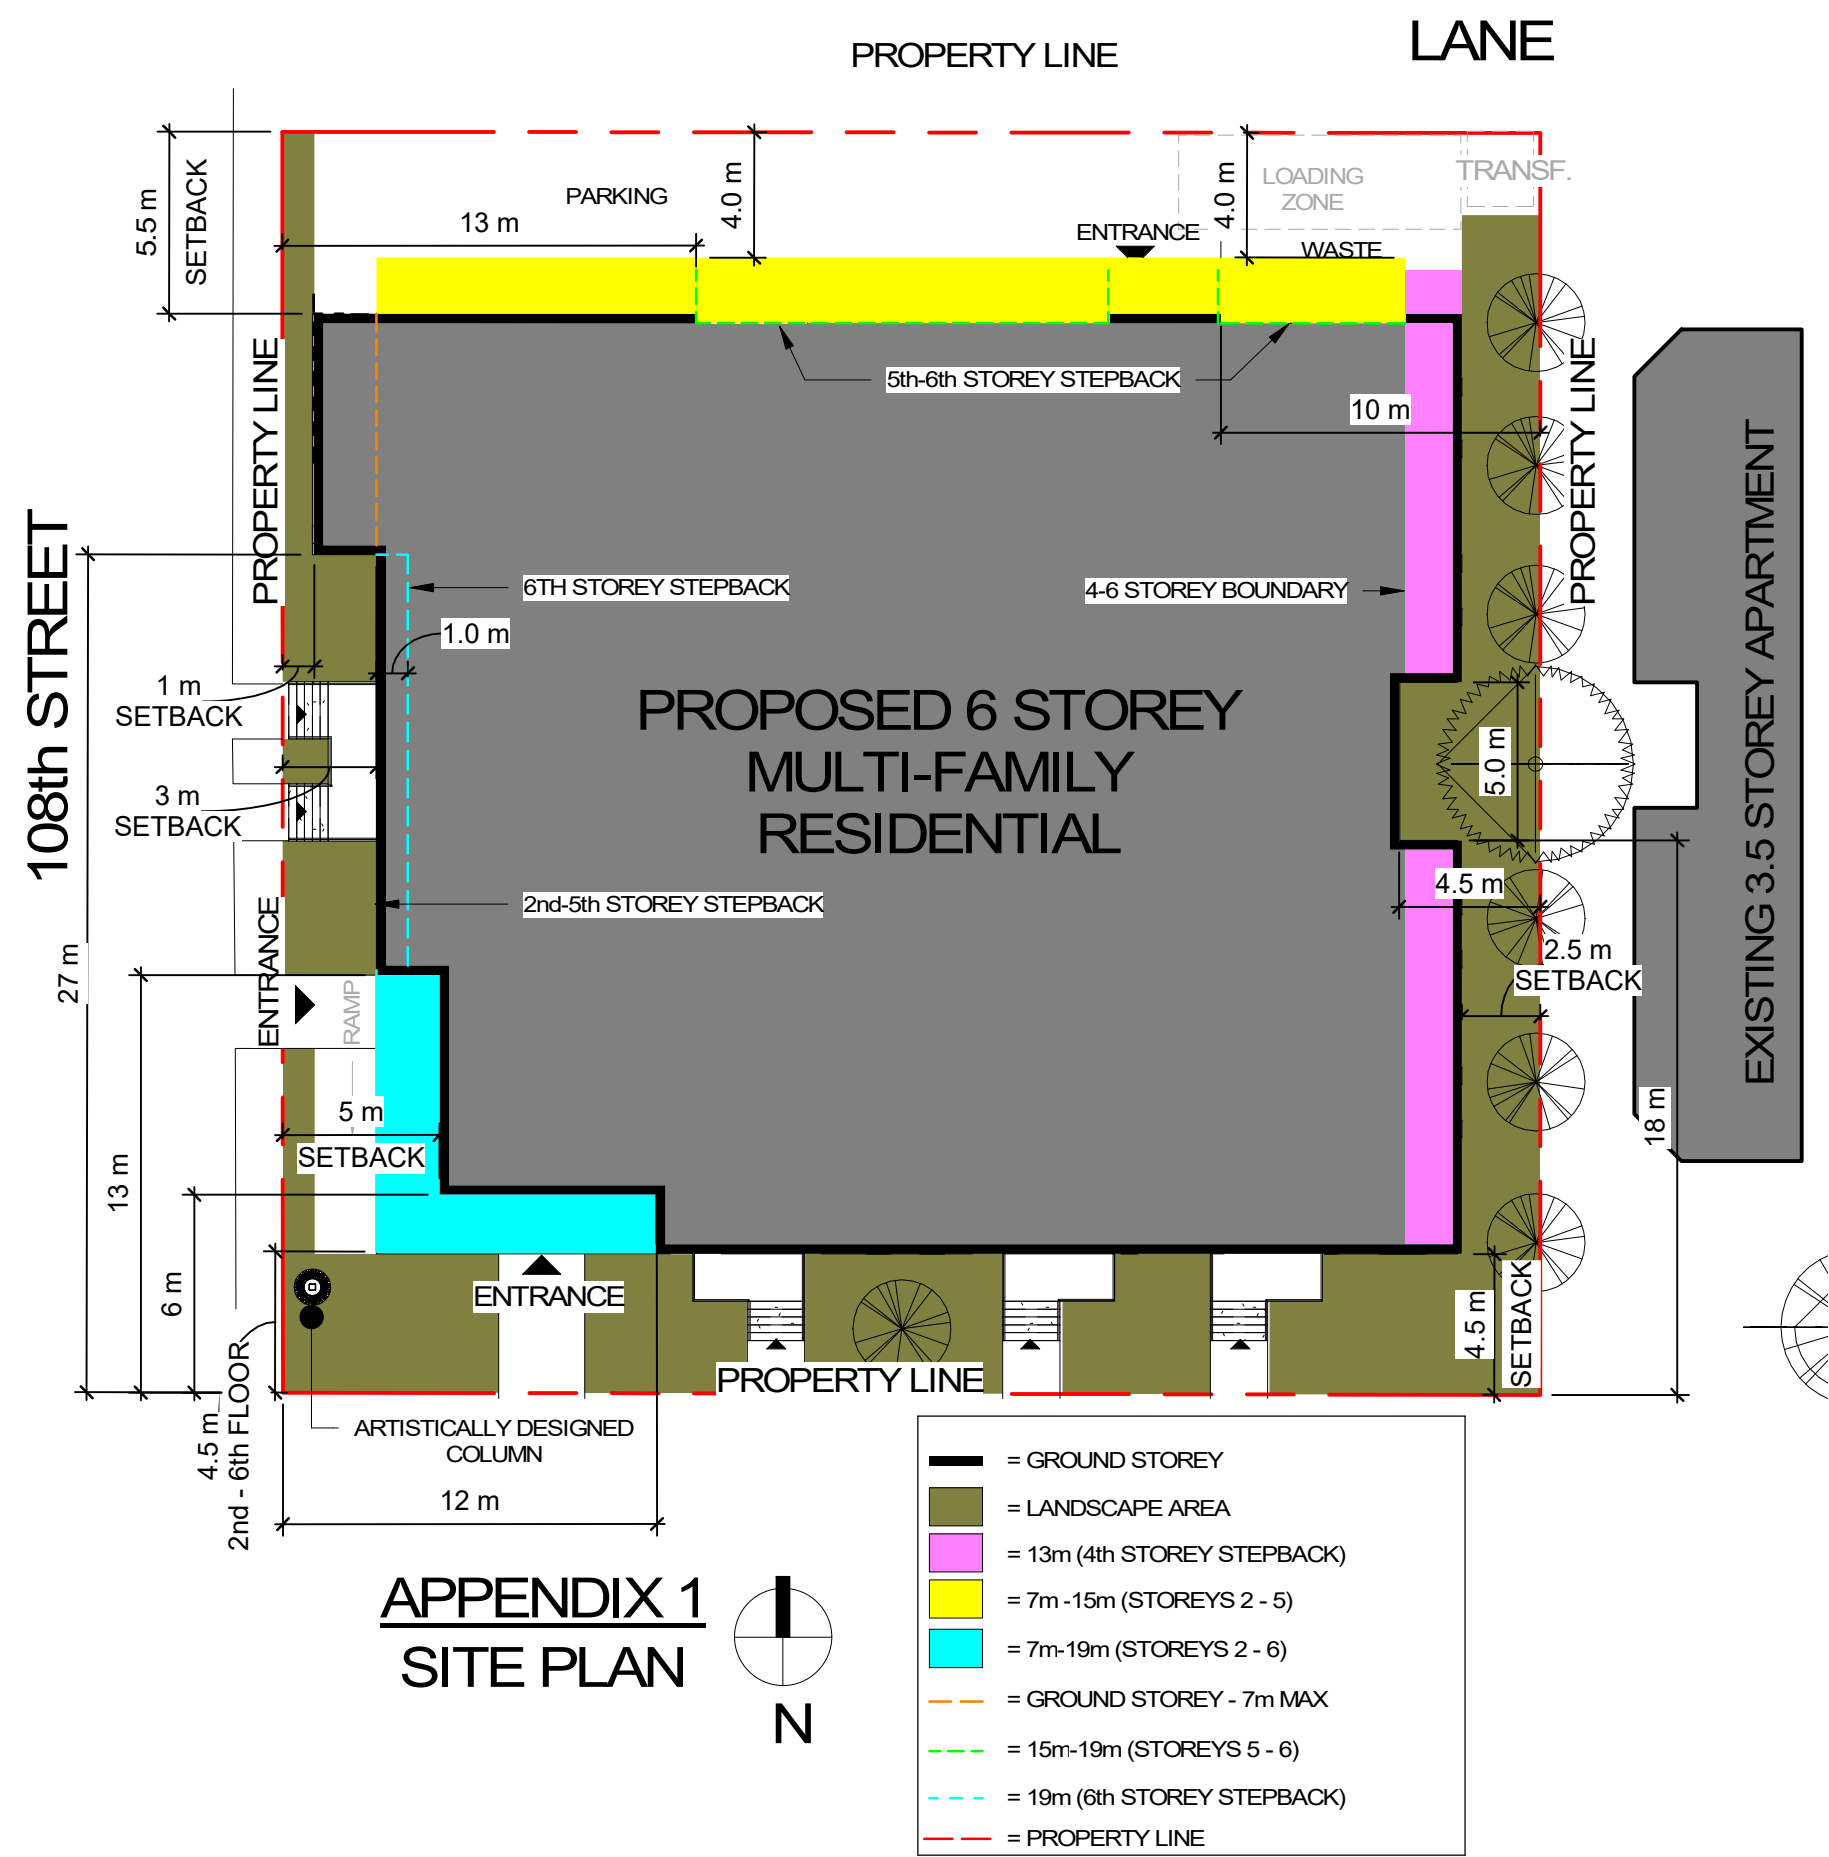 LANE
PROPERTY LINE
5.5 m
SETBACK
PARKING
13 m
4.0 m
4.0 m
LOADING
ZONE
TRANSF.
ENTRANCE
WASTE
PROPERTY LINE
5th-6th STOREY STEPBACK
10 m
PROPERTY LINE
108th STREET
6TH STOREY STEPBACK
1.0 m
4-6 STOREY BOUNDARY
1 m
SETBACK
3 m
SETBACK
PROPOSED 6 STOREY
MULTI-FAMILY
RESIDENTIAL
5.0 m
EXISTING 3.5 STOREY APARTMENT
2nd-5th STOREY STEPBACK
4.5 m
2.5 m
SETBACK
27 m
ENTRANCE
RAMP
5 m
SETBACK
13 m
18 m
6 m
ENTRANCE
4.5 m
SETBACK
PROPERTY LINE
4.5 m
2nd - 6th FLOOR
ARTISTICALLY DESIGNED
COLUMN
12 m
APPENDIX 1
SITE PLAN
N
= GROUND STOREY
= LANDSCAPE AREA
= 13m (4th STOREY STEPBACK)
= 7m -15m (STOREYS 2 - 5)
= 7m-19m (STOREYS 2 - 6)
= GROUND STOREY - 7m MAX
= 15m-19m (STOREYS 5 - 6)
= 19m (6th STOREY STEPBACK)
= PROPERTY LINE